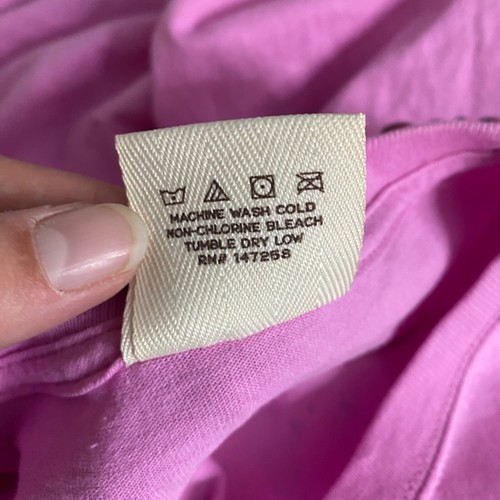 MACHINE WASH COLD
NON-CHLORINE BLEACH
TUMBLE DRY LOW
RN# 147258